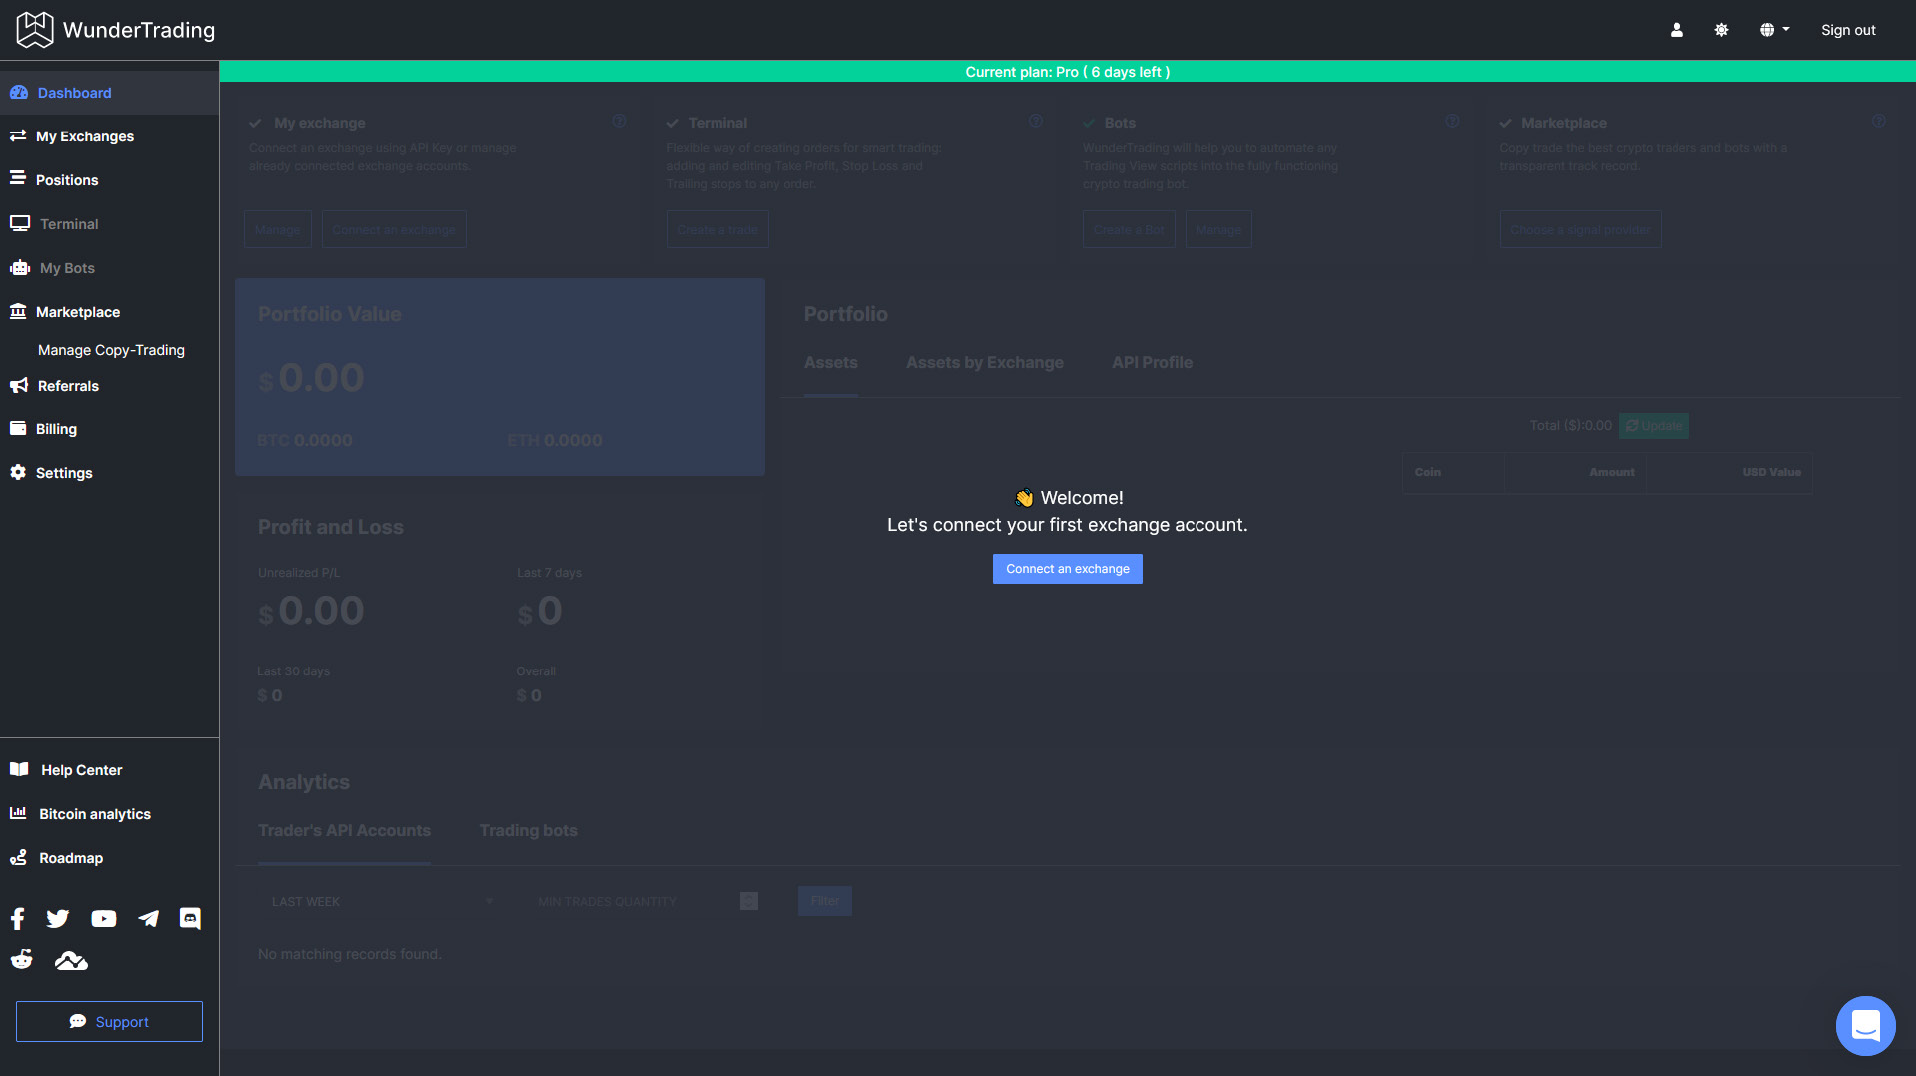 WunderTrading
Sign out
Current plan: Pro ( 6 days left )
Dashboard
My Exchanges
Positions
Terminal
My Bots
Marketplace
Manage Copy-Trading
Referrals
Billing
Settings
Help Center
Bitcoin analytics
Roadmap
Support
My exchange
Connect an exchange using API Key or manage
already connected exchange accounts.
Manage
Connect an exchange
Terminal
Flexible way of creating orders for smart trading:
adding and editing Take Profit, Stop Loss and
Trailing stops to any order.
Create a trade
Bots
WunderTrading will help you to automate any
Trading View scripts into the fully functioning
crypto trading bot.
Create a Bot
Manage
Marketplace
Copy trade the best crypto traders and bots with a
transparent track record.
Choose a signal provider
Portfolio Value
$ 0.00
BTC 0.0000
ETH 0.0000
Portfolio
Assets
Assets by Exchange
API Profile
Total ($):0.00
Update
Coin
Amount
USD Value
👋 Welcome!
Let's connect your first exchange account.
Connect an exchange
Profit and Loss
Unrealized P/L
$ 0.00
Last 7 days
$ 0
Last 30 days
$ 0
Overall
$ 0
Analytics
Trader's API Accounts
Trading bots
LAST WEEK
MIN TRADES QUANTITY
Filter
No matching records found.